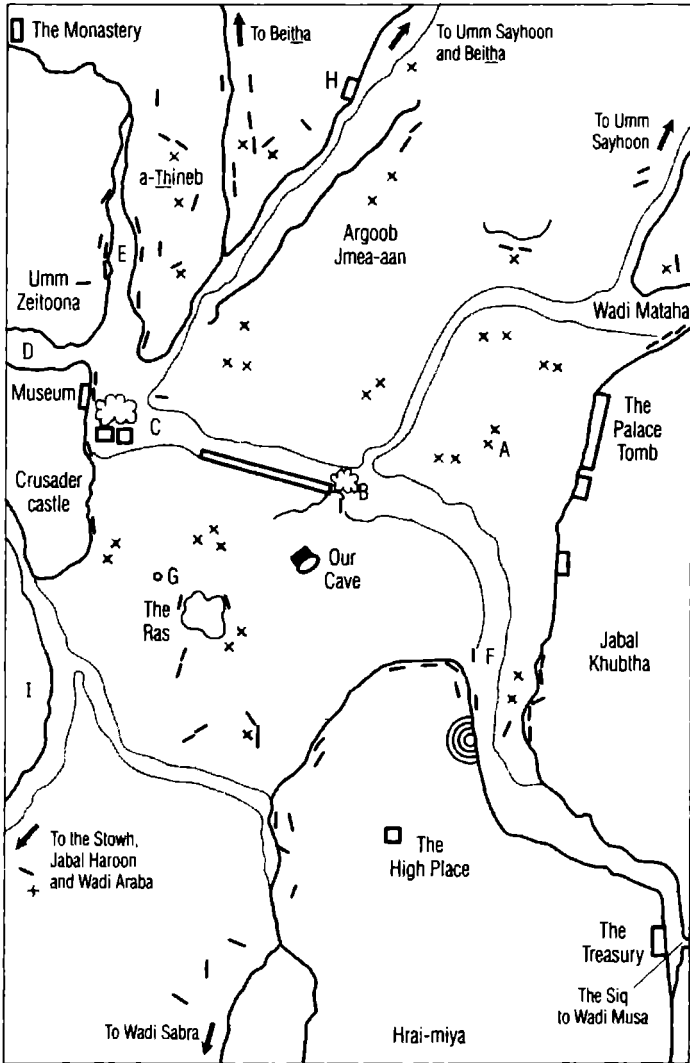 The Monastery
To Beitha
To Umm Sayhoon
and Beitha
H
To Umm
Sayhoon
a-Thineb
Argoob
Jmea-aan
E
Umm
Zeitoona
Wadi Mataha
D
Museum
C
The
Palace
Tomb
A
Crusader
castle
B
Our
Cave
G
The
Ras
F
Jabal
Khubtha
I
To the Stowh,
Jabal Haroon
and Wadi Araba
The
High Place
The
Treasury
The Siq
to Wadi Musa
To Wadi Sabra
Hrai-miya